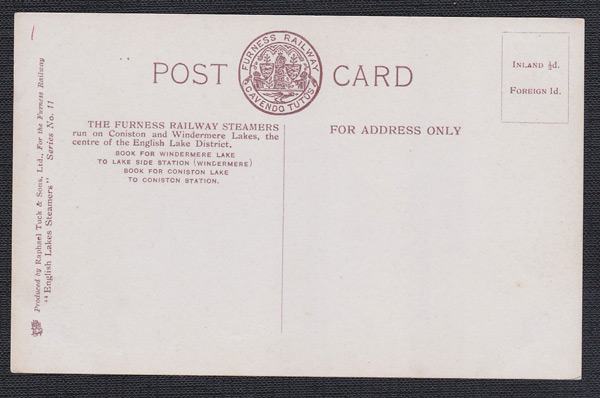 POST CARD
FURNESS RAILWAY
CAVENDO TUTUS
INLAND ½d.
FOREIGN 1d.
THE FURNESS RAILWAY STEAMERS
run on Coniston and Windermere Lakes, the
centre of the English Lake District.
BOOK FOR WINDERMERE LAKE
TO LAKE SIDE STATION (WINDERMERE)
BOOK FOR CONISTON LAKE
TO CONISTON STATION.
FOR ADDRESS ONLY
Produced by Raphael Tuck & Sons, Ltd., For the Furness Railway
"English Lakes Steamers" Series No. 11